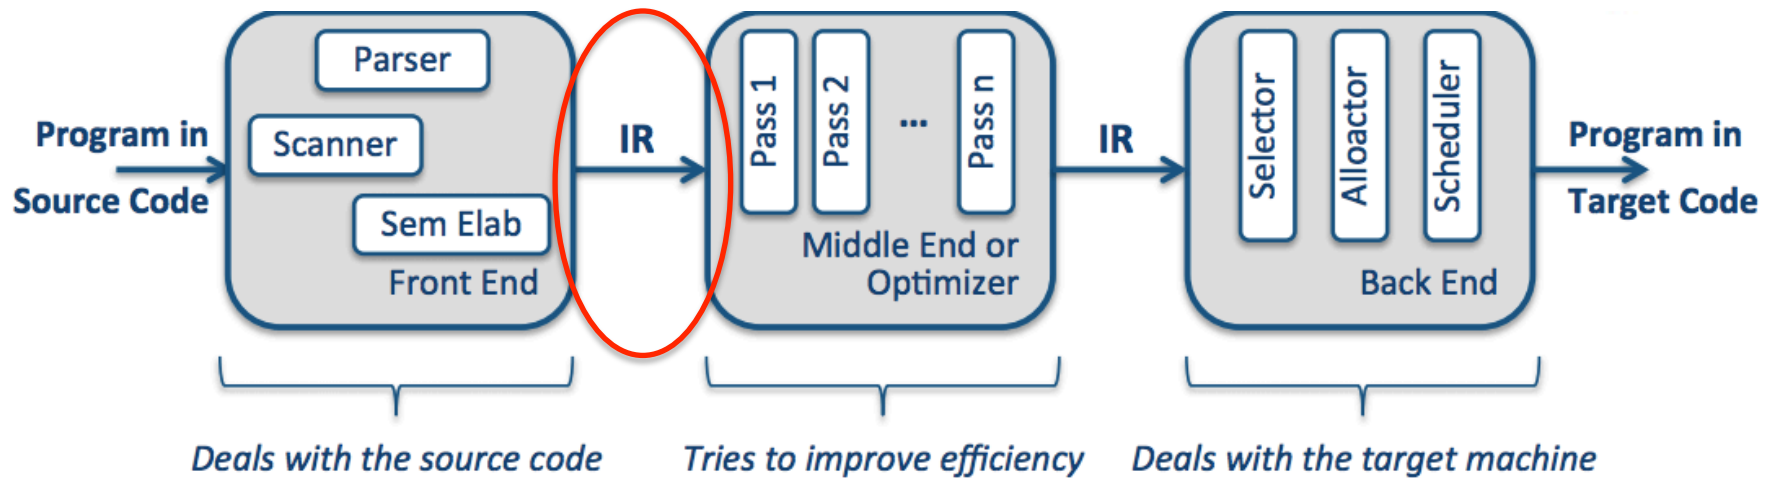 Program in
Source Code
Parser
Scanner
Sem Elab
Front End
IR
Pass 1
Pass 2
...
Pass n
Middle End or
Optimizer
IR
Selector
Alloactor
Scheduler
Back End
Program in
Target Code
Deals with the source code
Tries to improve efficiency
Deals with the target machine